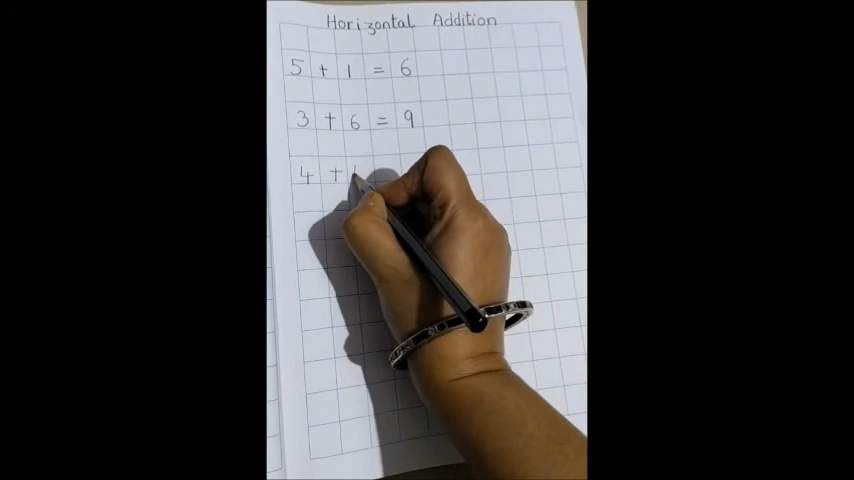 Horizontal Addition
5 + 1 = 6
3 + 6 = 9
4 +